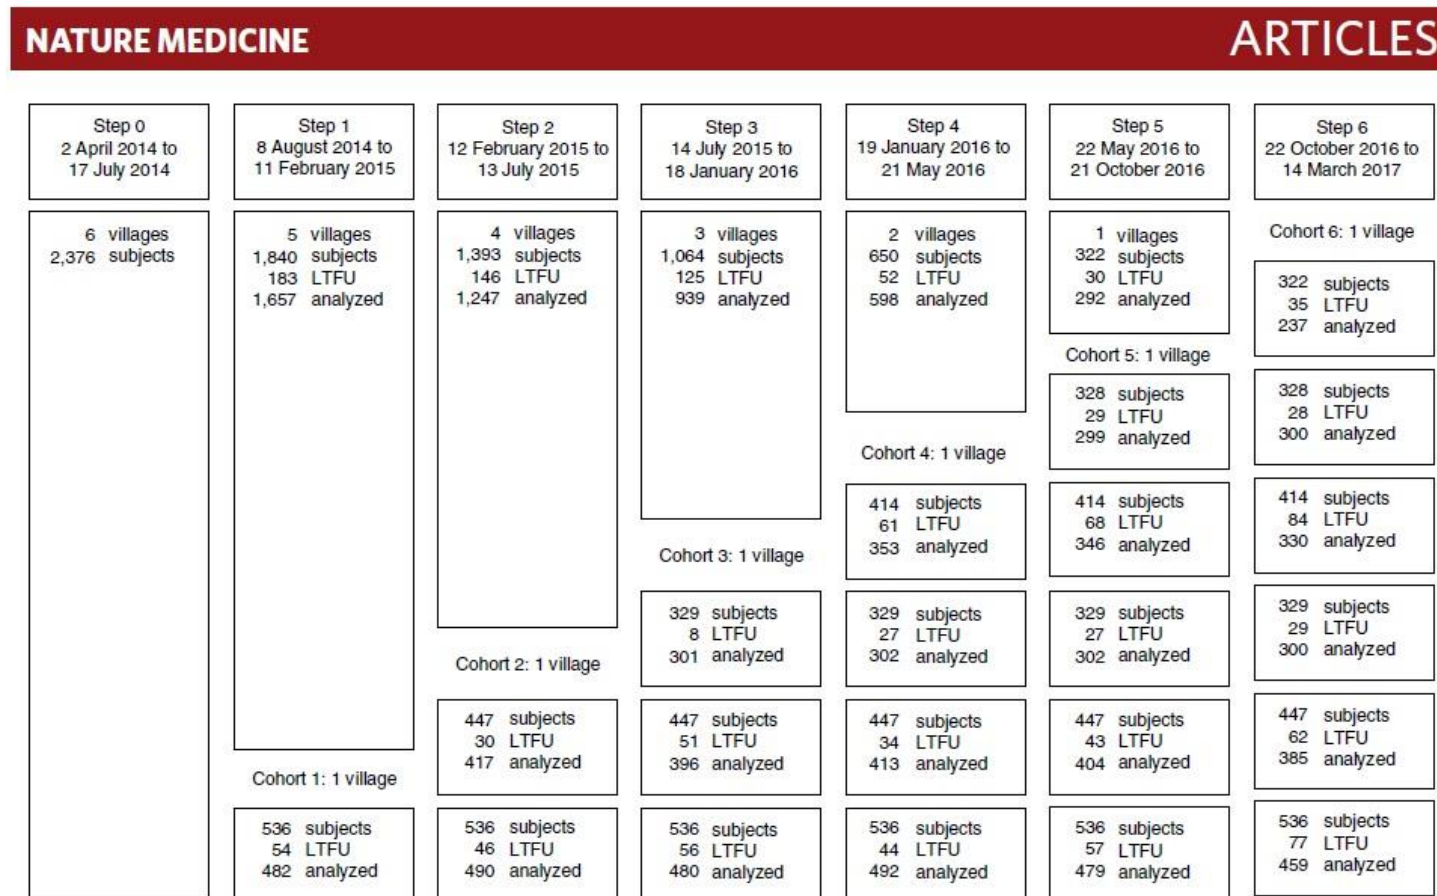 NATURE MEDICINE
ARTICLES
Step 0
2 April 2014 to
17 July 2014
6 villages
2,376 subjects
Step 1
8 August 2014 to
11 February 2015
5 villages
1,840 subjects
183 LTFU
1,657 analyzed
Cohort 1: 1 village
536 subjects
54 LTFU
482 analyzed
Step 2
12 February 2015 to
13 July 2015
4 villages
1,393 subjects
146 LTFU
1,247 analyzed
Cohort 2: 1 village
447 subjects
30 LTFU
417 analyzed
536 subjects
46 LTFU
490 analyzed
Step 3
14 July 2015 to
18 January 2016
3 villages
1,064 subjects
125 LTFU
939 analyzed
Cohort 3: 1 village
329 subjects
8 LTFU
301 analyzed
447 subjects
51 LTFU
396 analyzed
536 subjects
56 LTFU
480 analyzed
Step 4
19 January 2016 to
21 May 2016
2 villages
650 subjects
52 LTFU
598 analyzed
Cohort 4: 1 village
414 subjects
61 LTFU
353 analyzed
329 subjects
27 LTFU
302 analyzed
447 subjects
34 LTFU
413 analyzed
536 subjects
44 LTFU
492 analyzed
Step 5
22 May 2016 to
21 October 2016
1 villages
322 subjects
30 LTFU
292 analyzed
Cohort 5: 1 village
328 subjects
29 LTFU
299 analyzed
414 subjects
68 LTFU
346 analyzed
329 subjects
27 LTFU
302 analyzed
447 subjects
43 LTFU
404 analyzed
536 subjects
57 LTFU
479 analyzed
Step 6
22 October 2016 to
14 March 2017
Cohort 6: 1 village
322 subjects
35 LTFU
237 analyzed
328 subjects
28 LTFU
300 analyzed
414 subjects
84 LTFU
330 analyzed
329 subjects
29 LTFU
300 analyzed
447 subjects
62 LTFU
385 analyzed
536 subjects
77 LTFU
459 analyzed